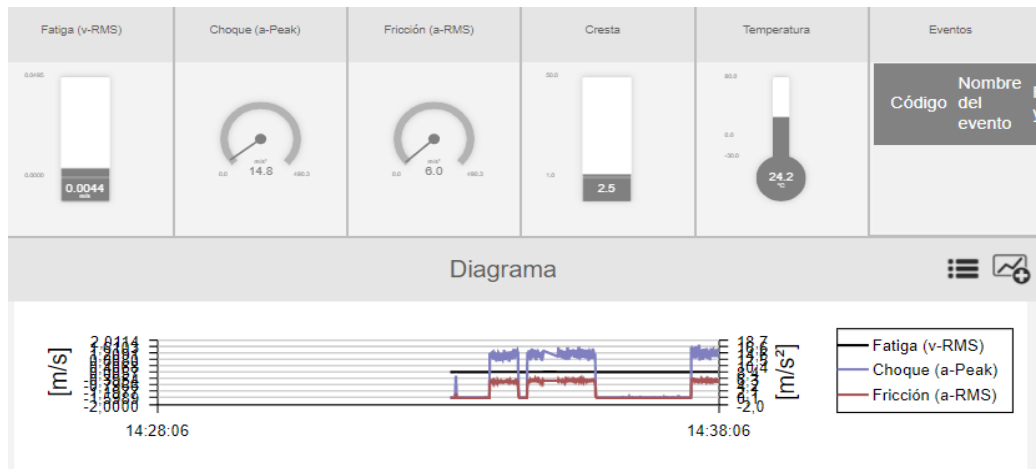 Fatiga (v-RMS)
Choque (a-Peak)
Fricción (a-RMS)
Cresta
Temperatura
Eventos
0.0495
0.0000
0.0044
m/s
m/s²
0.0
14.8
490.3
m/s²
0.0
6.0
490.3
50.0
1.0
2.5
80.0
0.0
-30.0
24.2
°C
Código
Nombre
del
evento
Diagrama
[m/s]
2,0114
-2,0000
18,7
-2,0
[m/s²]
14:28:06
14:38:06
Fatiga (v-RMS)
Choque (a-Peak)
Fricción (a-RMS)